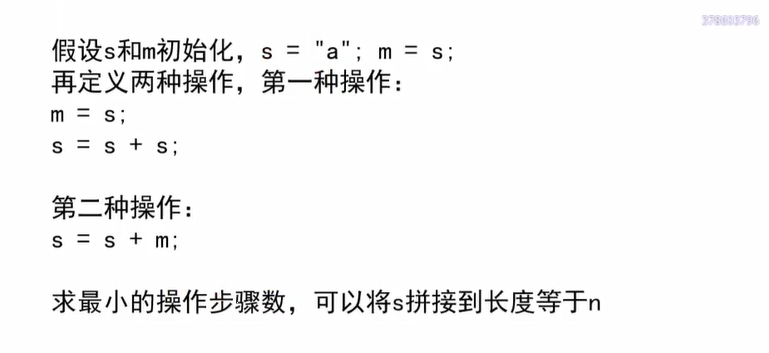 378803796
假设s和m初始化，s = "a"; m = s;
再定义两种操作，第一种操作：
m = s;
s = s + s;
第二种操作：
s = s + m;
求最小的操作步骤数，可以将s拼接到长度等于n